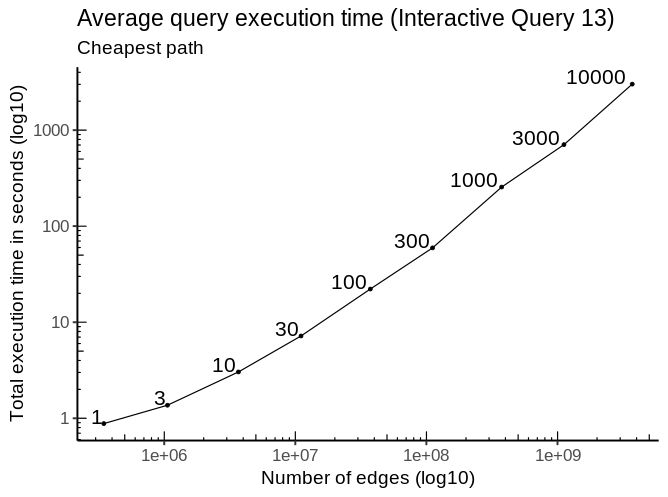 Average query execution time (Interactive Query 13)
Cheapest path
Total execution time in seconds (log10)
1000
100
10
1
10000
3000
1000
300
100
30
10
3
1
1e+06 1e+07 1e+08 1e+09
Number of edges (log10)